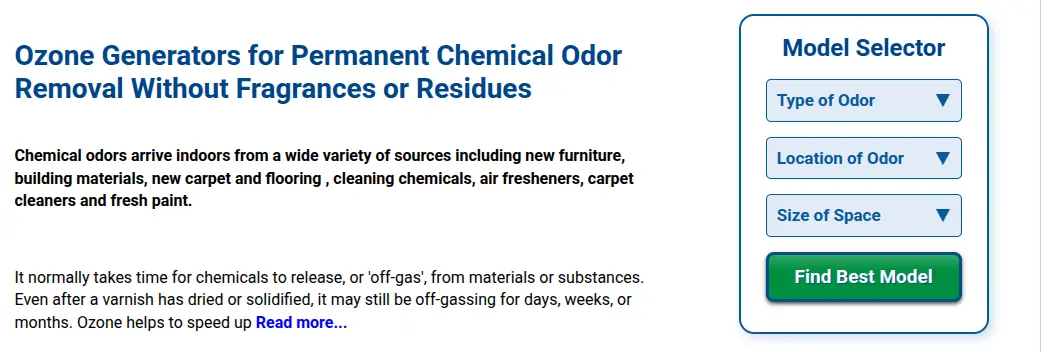 Ozone Generators for Permanent Chemical Odor
Removal Without Fragrances or Residues
Chemical odors arrive indoors from a wide variety of sources including new furniture,
building materials, new carpet and flooring , cleaning chemicals, air fresheners, carpet
cleaners and fresh paint.
It normally takes time for chemicals to release, or 'off-gas', from materials or substances.
Even after a varnish has dried or solidified, it may still be off-gassing for days, weeks, or
months. Ozone helps to speed up Read more...
Model Selector
Type of Odor
Location of Odor
Size of Space
Find Best Model